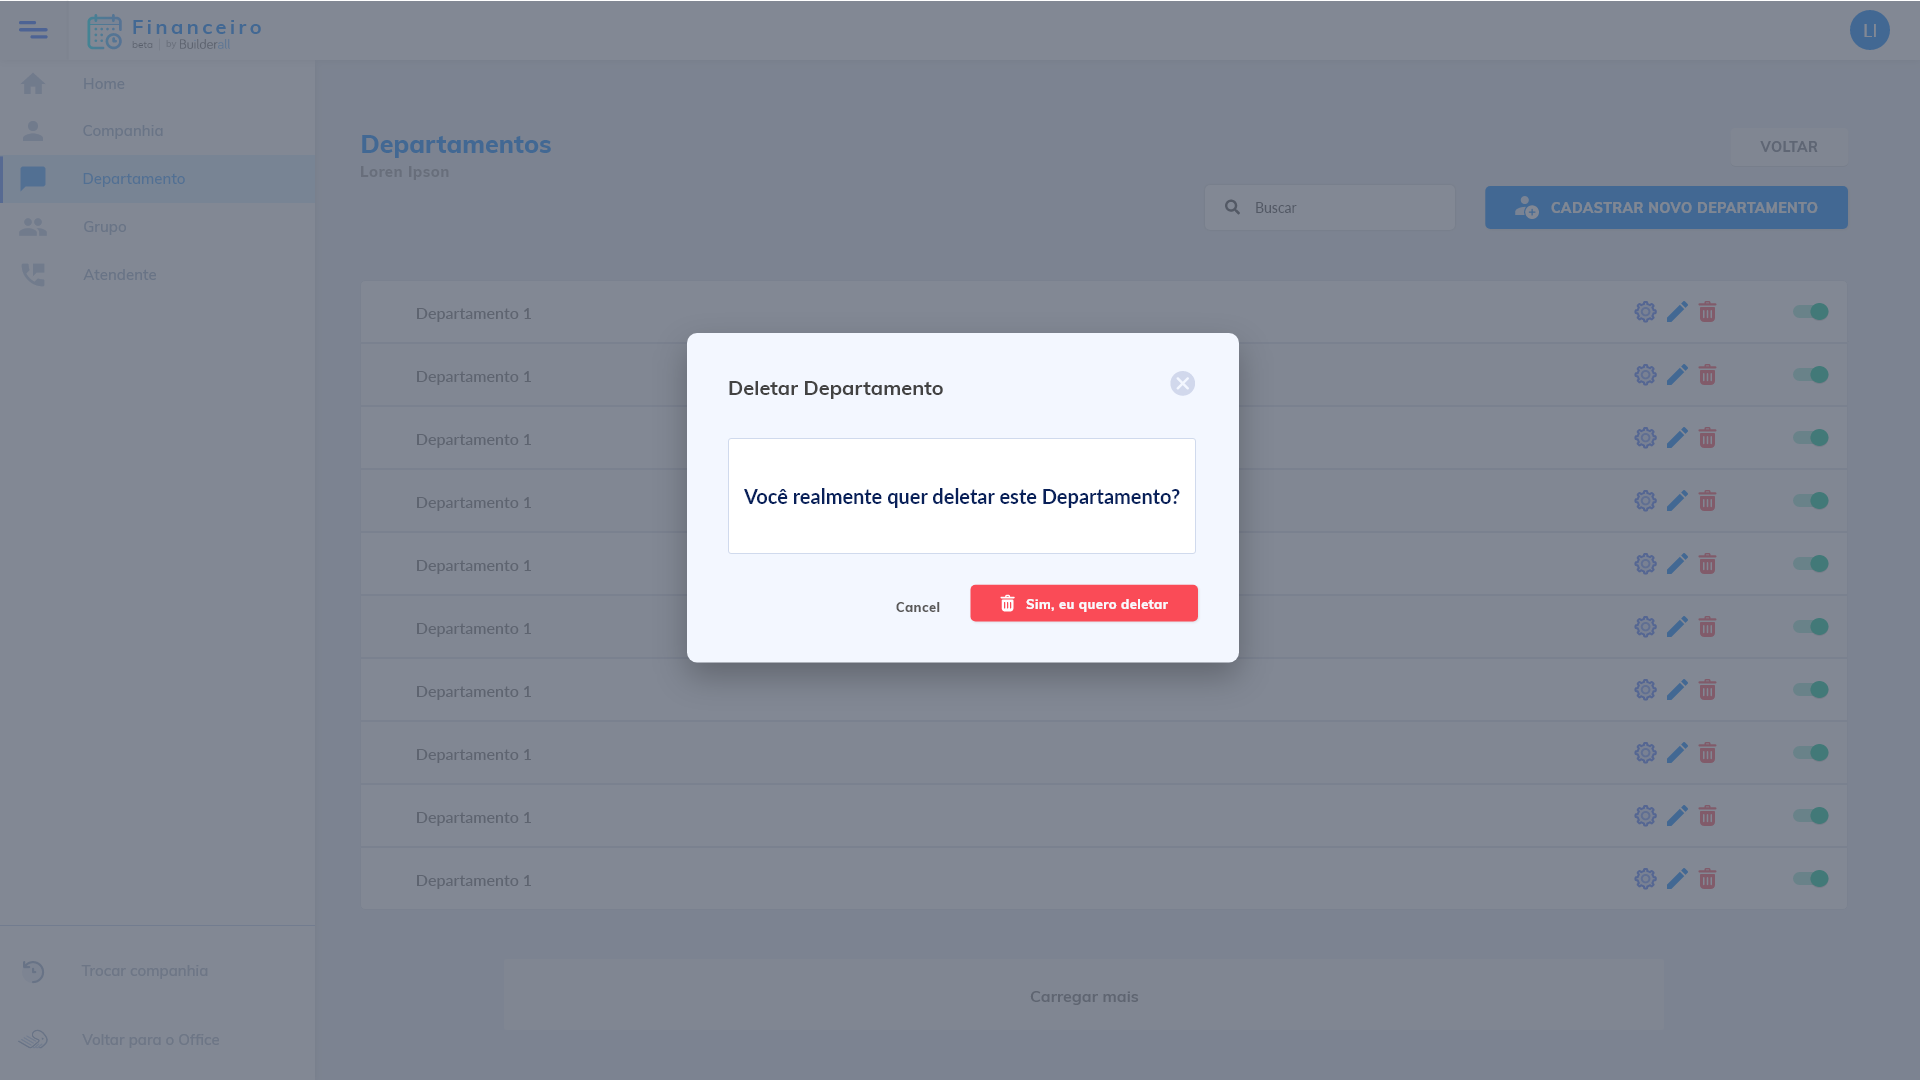 Financeiro
beta | by Builderall
LI
Home
Companhia
Departamento
Grupo
Atendente
Trocar companhia
Voltar para o Office
Departamentos
Loren Ipson
VOLTAR
Buscar
CADASTRAR NOVO DEPARTAMENTO
Departamento 1
Departamento 1
Departamento 1
Departamento 1
Departamento 1
Departamento 1
Departamento 1
Departamento 1
Departamento 1
Departamento 1
Carregar mais
Deletar Departamento
Você realmente quer deletar este Departamento?
Cancel
Sim, eu quero deletar